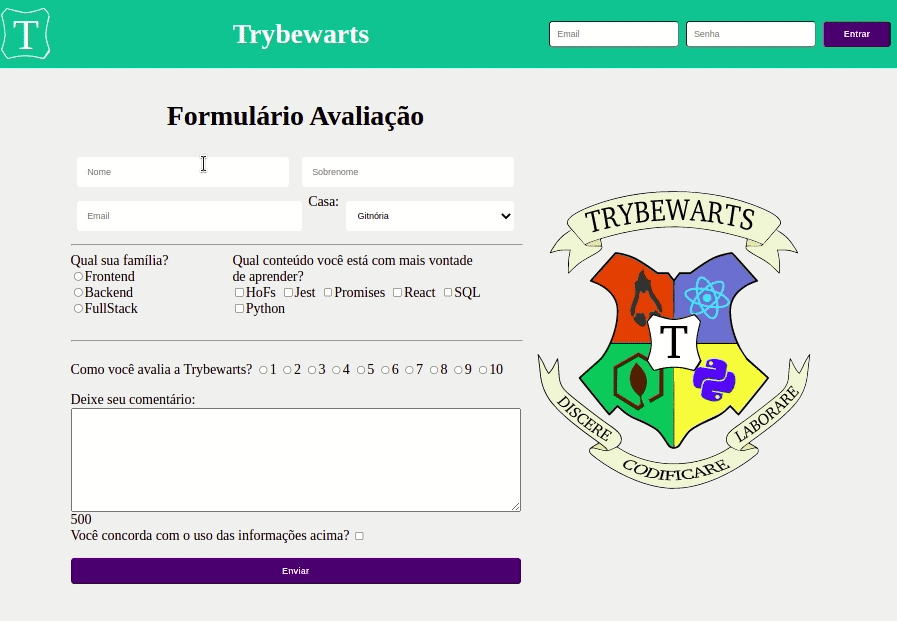 T
Trybewarts
Email
Senha
Entrar
Formulário Avaliação
Nome
Sobrenome
Email
Casa:
Gitnória
Qual sua família?
Frontend
Backend
FullStack
Qual conteúdo você está com mais vontade
de aprender?
HoFs Jest Promises React SQL
Python
Como você avalia a Trybewarts? 1 2 3 4 5 6 7 8 9 10
Deixe seu comentário:
500
Você concorda com o uso das informações acima?
Enviar
TRYBEWARTS
T
DISCERE
CODIFICARE
LABORARE